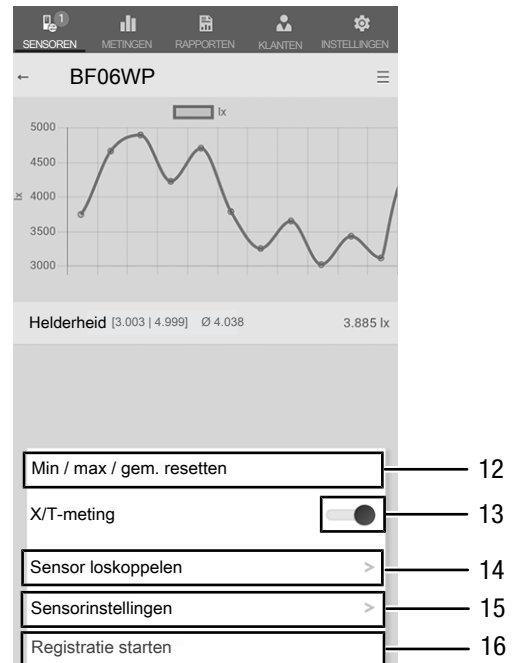 1
SENSOREN METINGEN RAPPORTEN KLANTEN INSTELLINGEN
← BF06WP
lx
5000
4500
4000
3500
3000
lx
Helderheid [3.003 | 4.999] Ø 4.038 3.885 lx
Min / max / gem. resetten 12
X/T-meting 13
Sensor loskoppelen > 14
Sensorinstellingen > 15
Registratie starten 16